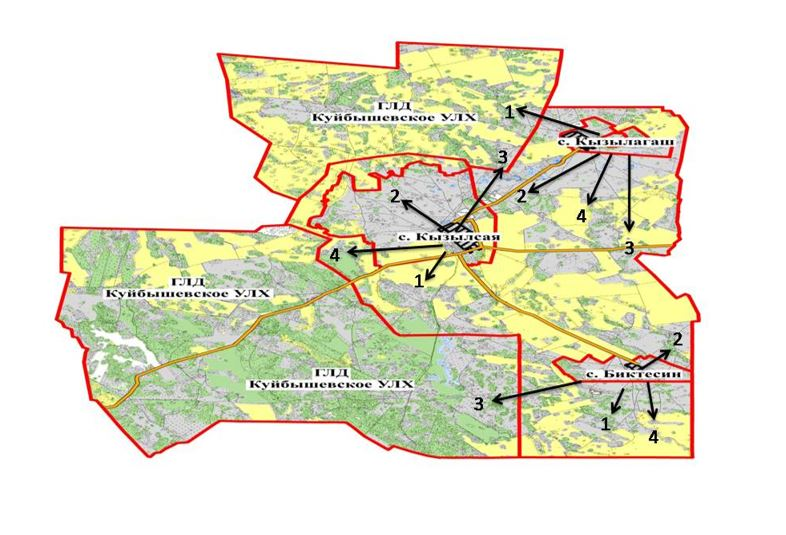 ГЛД
Куйбышевское УЛХ
1
с. Кызылагаш
3
2
2
4
с. Кызылсая
3
4
1
ГЛД
Куйбышевское УЛХ
2
ГЛД
Куйбышевское УЛХ
с. Биктесин
3
1
4